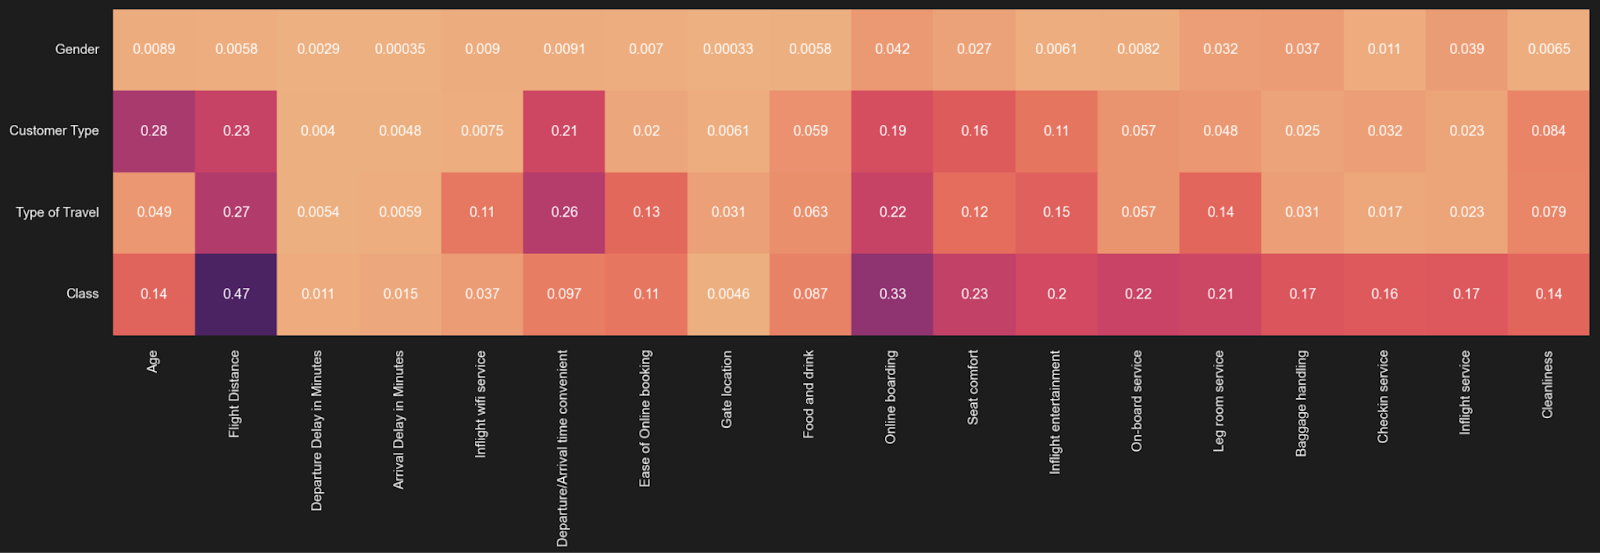 Gender 0.0089 0.0058 0.0029 0.00035 0.009 0.0091 0.007 0.00033 0.0058 0.042 0.027 0.0061 0.0082 0.032 0.037 0.011 0.039 0.0065
Customer Type 0.28 0.23 0.004 0.0048 0.0075 0.21 0.02 0.0061 0.059 0.19 0.16 0.11 0.057 0.048 0.025 0.032 0.023 0.084
Type of Travel 0.049 0.27 0.0054 0.0059 0.11 0.26 0.13 0.031 0.063 0.22 0.12 0.15 0.057 0.14 0.031 0.017 0.023 0.079
Class 0.14 0.47 0.011 0.015 0.037 0.097 0.11 0.0046 0.087 0.33 0.23 0.2 0.22 0.21 0.17 0.16 0.17 0.14
Age
Flight Distance
Departure Delay in Minutes
Arrival Delay in Minutes
Inflight wifi service
Departure/Arrival time convenient
Ease of Online booking
Gate location
Food and drink
Online boarding
Seat comfort
Inflight entertainment
On-board service
Leg room service
Baggage handling
Checkin service
Inflight service
Cleanliness